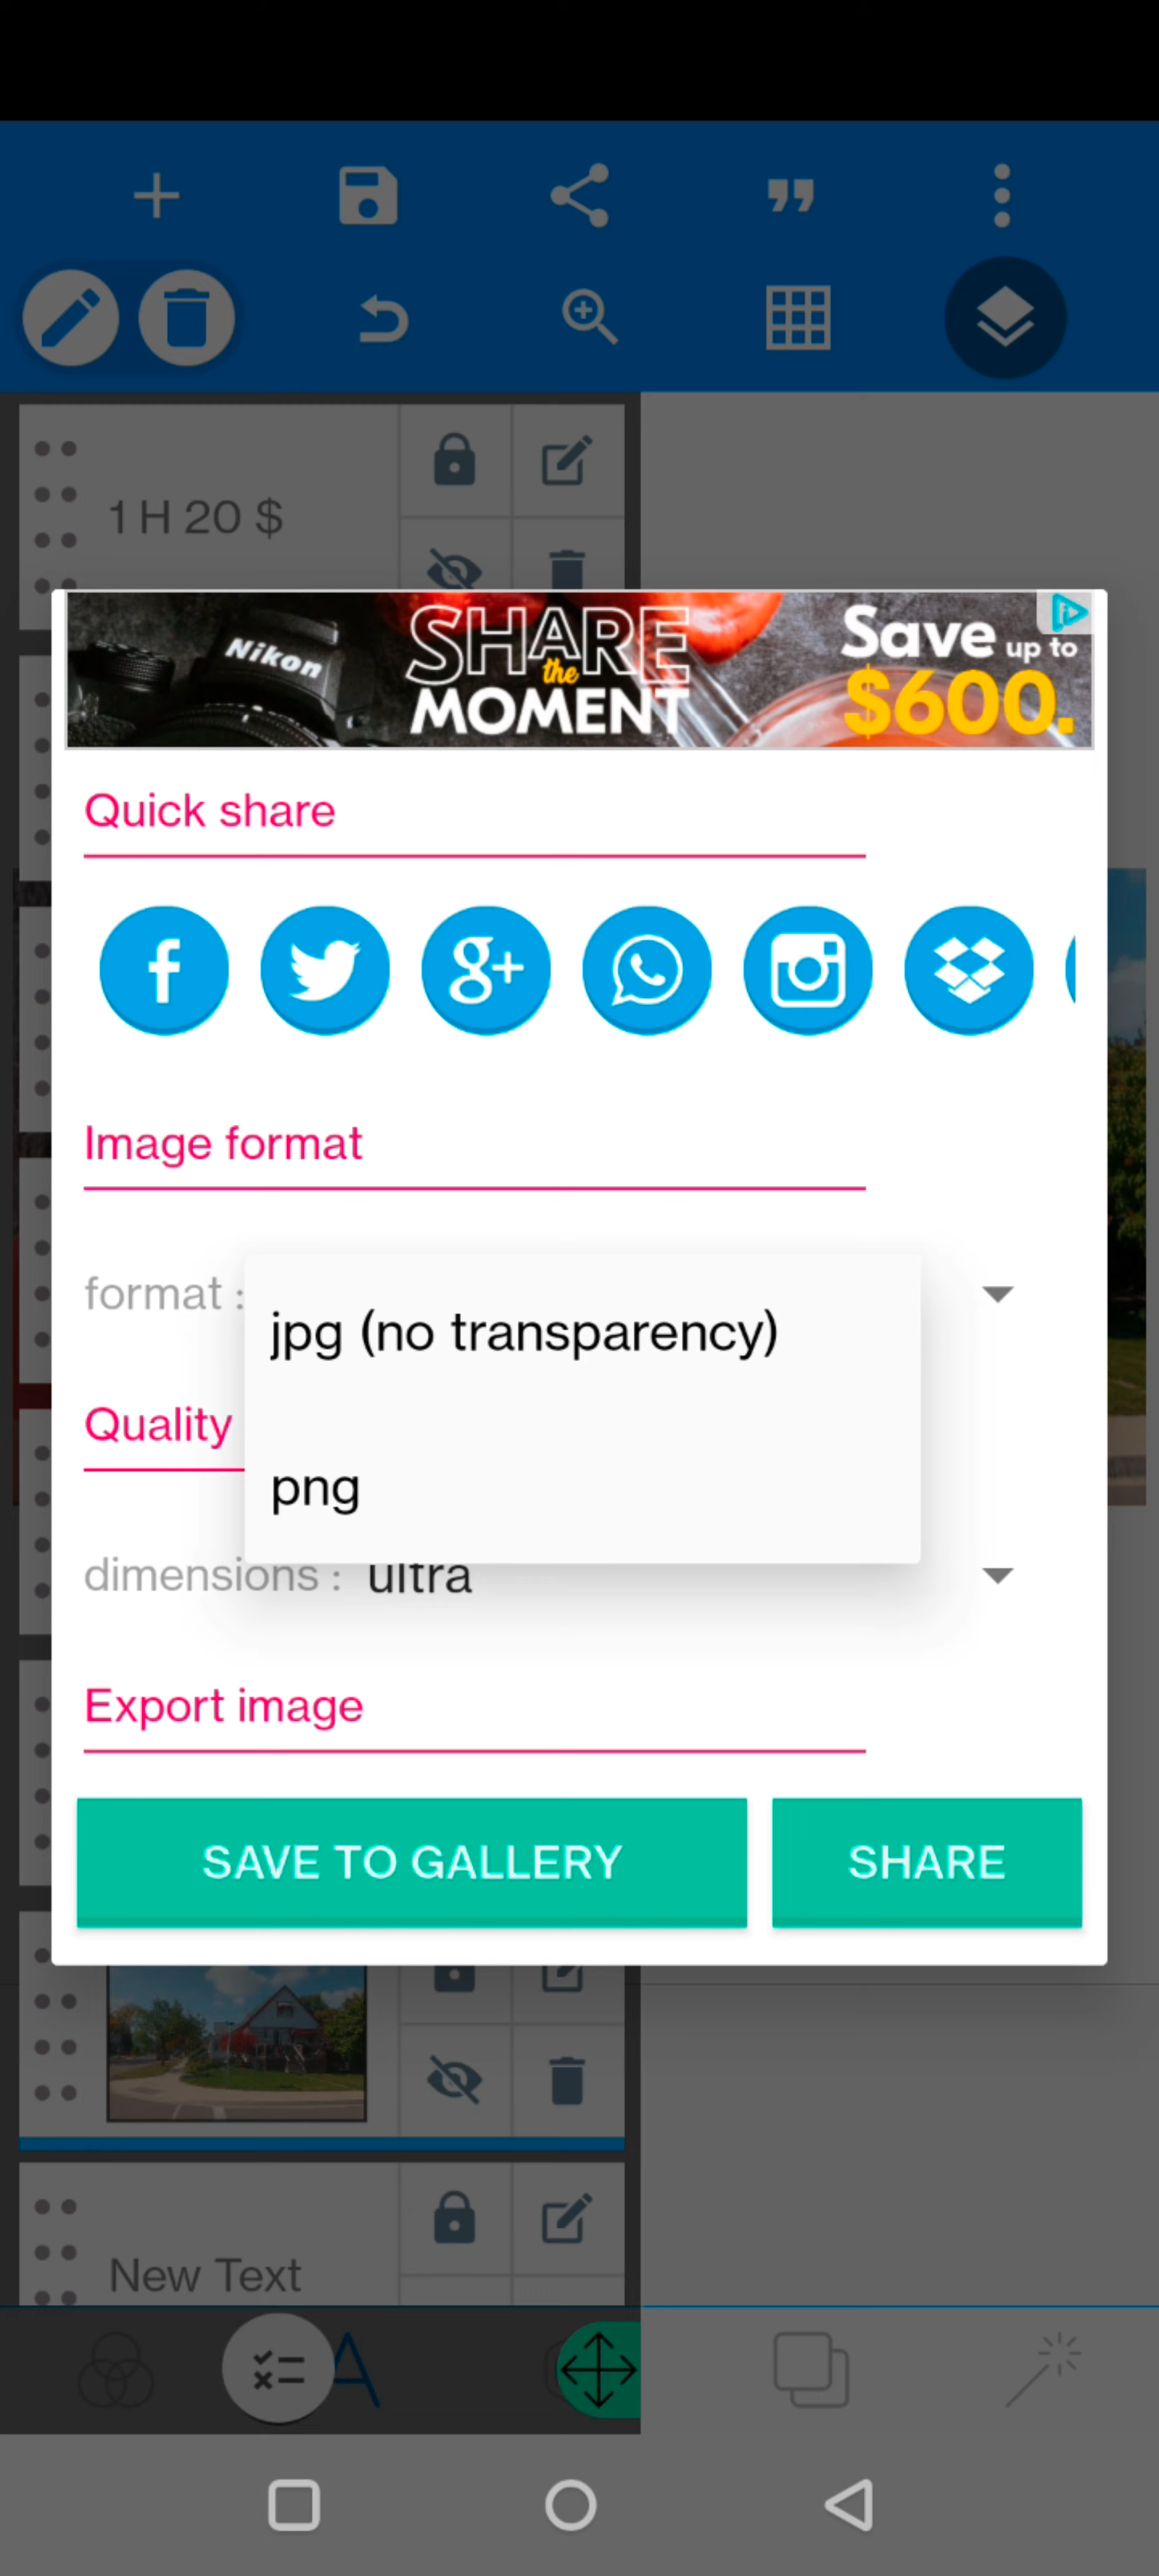 1 H 20 $
Nikon
SHARE
the
MOMENT
Save up to
$600.
Quick share
Image format
format :
jpg (no transparency)
Quality
png
dimensions : ultra
Export image
SAVE TO GALLERY
SHARE
New Text